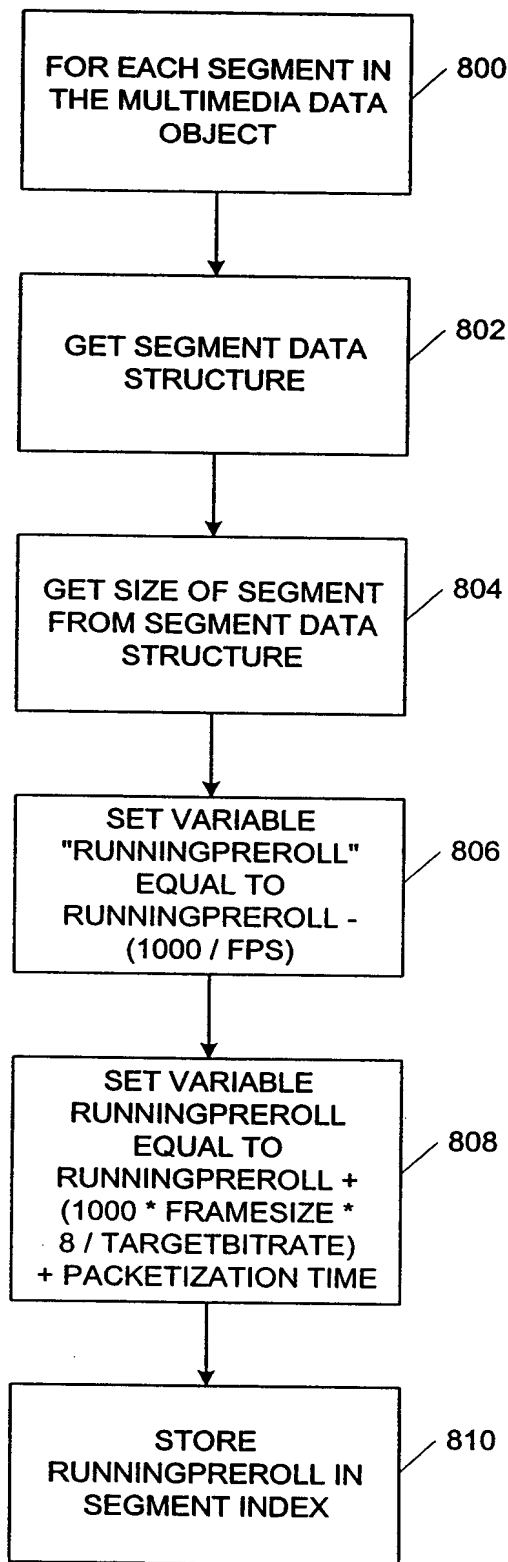 FOR EACH SEGMENT IN
THE MULTIMEDIA DATA
OBJECT
800
GET SEGMENT DATA
STRUCTURE
802
GET SIZE OF SEGMENT
FROM SEGMENT DATA
STRUCTURE
804
SET VARIABLE
"RUNNINGPREROLL"
EQUAL TO
RUNNINGPREROLL -
(1000 / FPS)
806
SET VARIABLE
RUNNINGPREROLL
EQUAL TO
RUNNINGPREROLL +
(1000 * FRAMESIZE *
8 / TARGETBITRATE)
+ PACKETIZATION TIME
808
STORE
RUNNINGPREROLL IN
SEGMENT INDEX
810